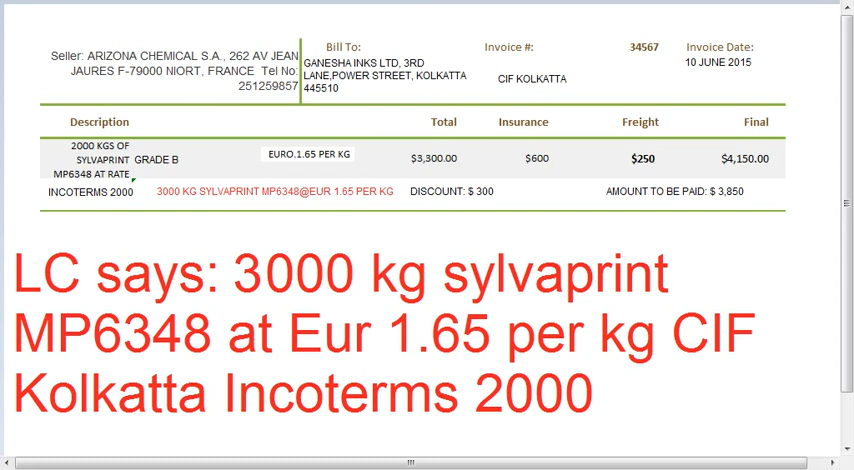 Seller: ARIZONA CHEMICAL S.A., 262 AV JEAN
JAURES F-79000 NIORT, FRANCE Tel No:
251259857
Bill To:
GANESHA INKS LTD, 3RD
LANE,POWER STREET, KOLKATTA
445510
Invoice #: 34567
CIF KOLKATTA
Invoice Date:
10 JUNE 2015
Description Total Insurance Freight Final
2000 KGS OF
SYLVAPRINT GRADE B
MP6348 AT RATE
EURO.1.65 PER KG
$3,300.00 $600 $250 $4,150.00
INCOTERMS 2000 3000 KG SYLVAPRINT MP6348@EUR 1.65 PER KG DISCOUNT: $ 300 AMOUNT TO BE PAID: $ 3,850
LC says: 3000 kg sylvaprint
MP6348 at Eur 1.65 per kg CIF
Kolkatta Incoterms 2000